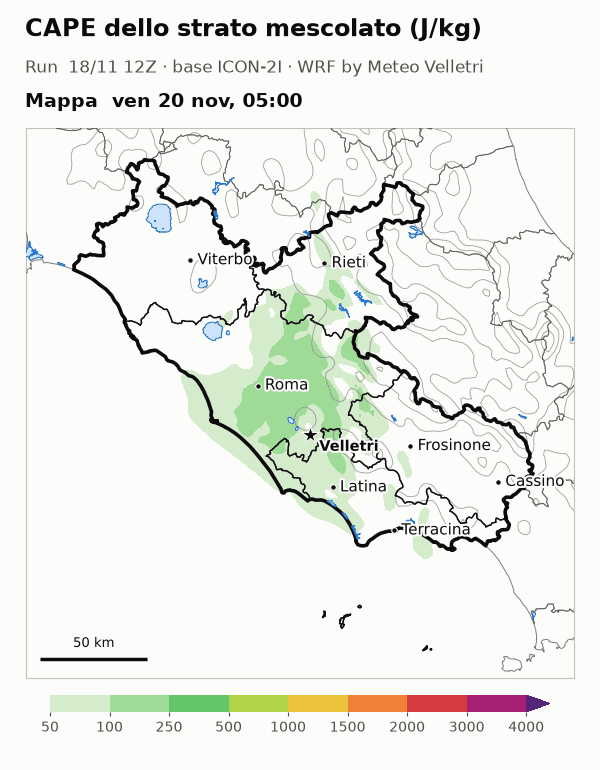 CAPE dello strato mescolato (J/kg)
Run  18/11 12Z · base ICON-2I · WRF by Meteo Velletri
Mappa  ven 20 nov, 05:00
Viterbo
Rieti
Roma
Velletri
Frosinone
Cassino
Latina
Terracina
50 km
50 100 250 500 1000 1500 2000 3000 4000